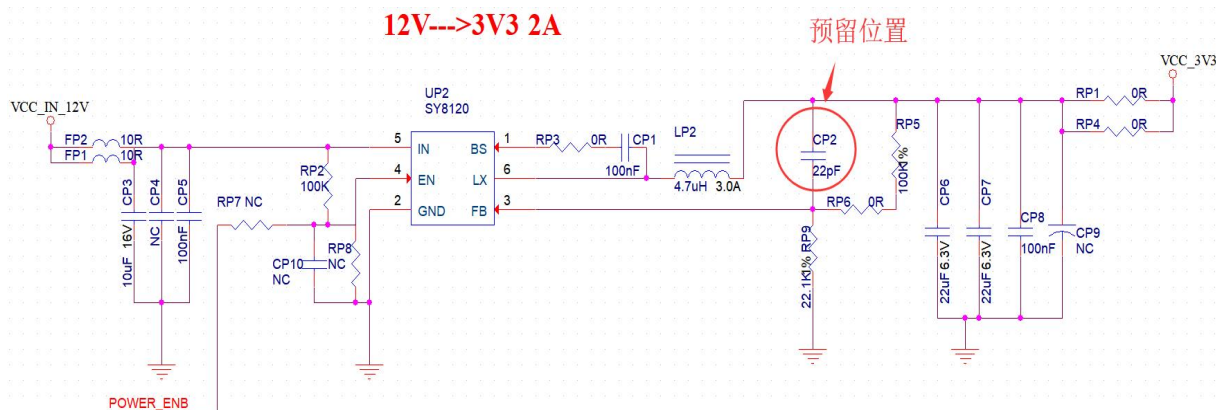 12V--->3V3 2A
预留位置
VCC_3V3
VCC_IN_12V
UP2
SY8120
RP1 0R
RP4 0R
FP2 10R
FP1 10R
5 IN
4 EN
2 GND
BS 1
LX 6
FB 3
RP3 0R
CP1
100nF
LP2
4.7uH 3.0A
CP2
22pF
RP5
100K1%
RP6 0R
RP9
22.1K1%
RP2
100K
RP7 NC
CP10
NC
RP8
NC
CP3
10uF 16V
CP4
NC
CP5
100nF
CP6
22uF 6.3V
CP7
22uF 6.3V
CP8
100nF
CP9
NC
POWER_ENB